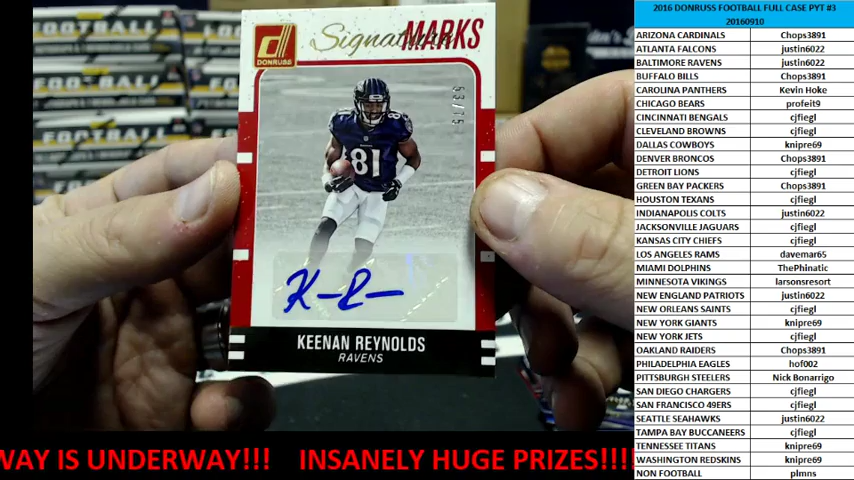 DONRUSS
Signature MARKS
63/75
81
KEENAN REYNOLDS
RAVENS
FOOTBALL
WAY IS UNDERWAY!!! INSANELY HUGE PRIZES!!!!
2016 DONRUSS FOOTBALL FULL CASE PYT #3
20160910
ARIZONA CARDINALS Chops3891
ATLANTA FALCONS justin6022
BALTIMORE RAVENS justin6022
BUFFALO BILLS Chops3891
CAROLINA PANTHERS Kevin Hoke
CHICAGO BEARS profeit9
CINCINNATI BENGALS cjfiegl
CLEVELAND BROWNS cjfiegl
DALLAS COWBOYS knipre69
DENVER BRONCOS Chops3891
DETROIT LIONS cjfiegl
GREEN BAY PACKERS Chops3891
HOUSTON TEXANS cjfiegl
INDIANAPOLIS COLTS justin6022
JACKSONVILLE JAGUARS cjfiegl
KANSAS CITY CHIEFS cjfiegl
LOS ANGELES RAMS davemar65
MIAMI DOLPHINS ThePhinatic
MINNESOTA VIKINGS larsonsresort
NEW ENGLAND PATRIOTS justin6022
NEW ORLEANS SAINTS cjfiegl
NEW YORK GIANTS knipre69
NEW YORK JETS cjfiegl
OAKLAND RAIDERS Chops3891
PHILADELPHIA EAGLES hof002
PITTSBURGH STEELERS Nick Bonarrigo
SAN DIEGO CHARGERS cjfiegl
SAN FRANCISCO 49ERS cjfiegl
SEATTLE SEAHAWKS justin6022
TAMPA BAY BUCCANEERS cjfiegl
TENNESSEE TITANS knipre69
WASHINGTON REDSKINS knipre69
NON FOOTBALL plmns